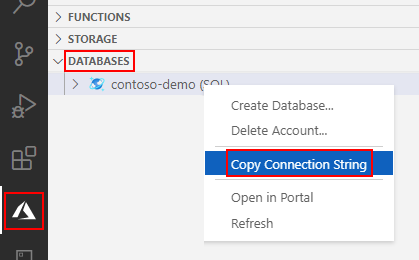 FUNCTIONS
STORAGE
DATABASES
contoso-demo (SQL)
Create Database...
Delete Account...
Copy Connection String
Open in Portal
Refresh